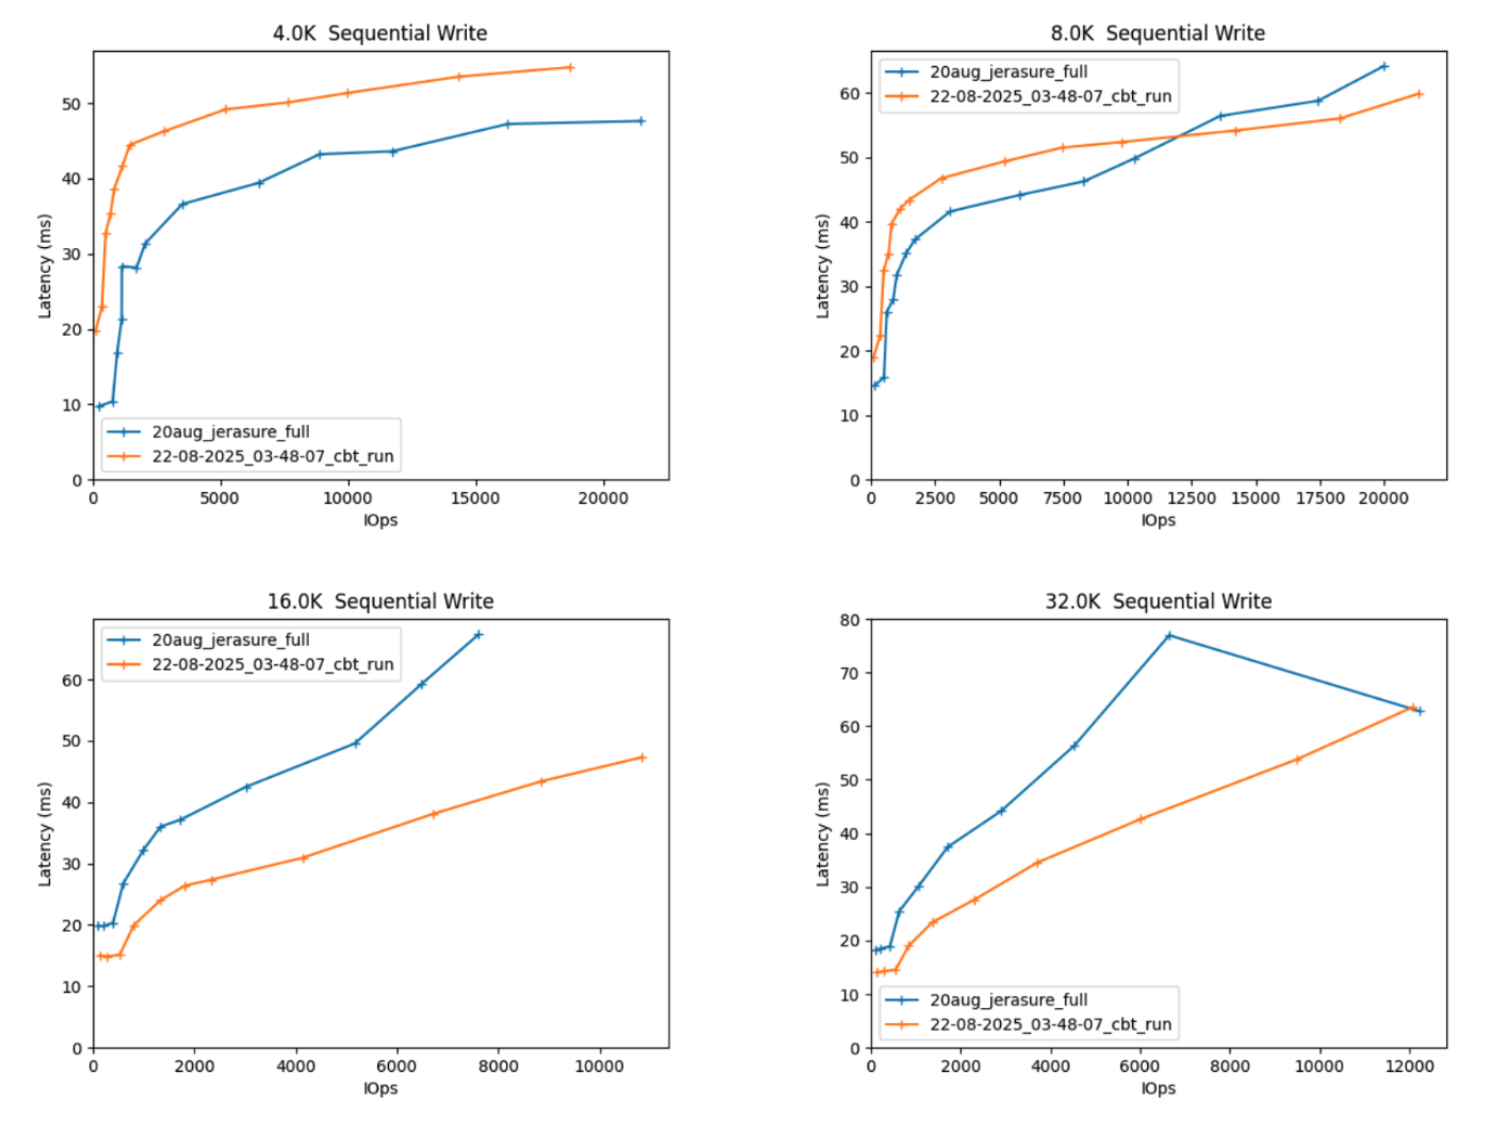 4.0K Sequential Write
50
40
30
20
10
0
Latency (ms)
20aug_jerasure_full
22-08-2025_03-48-07_cbt_run
0 5000 10000 15000 20000
IOps
8.0K Sequential Write
20aug_jerasure_full
22-08-2025_03-48-07_cbt_run
60
50
40
30
20
10
0
Latency (ms)
0 2500 5000 7500 10000 12500 15000 17500 20000
IOps
16.0K Sequential Write
20aug_jerasure_full
22-08-2025_03-48-07_cbt_run
60
50
40
30
20
10
0
Latency (ms)
0 2000 4000 6000 8000 10000
IOps
32.0K Sequential Write
80
70
60
50
40
30
20
10
0
Latency (ms)
20aug_jerasure_full
22-08-2025_03-48-07_cbt_run
0 2000 4000 6000 8000 10000 12000
IOps